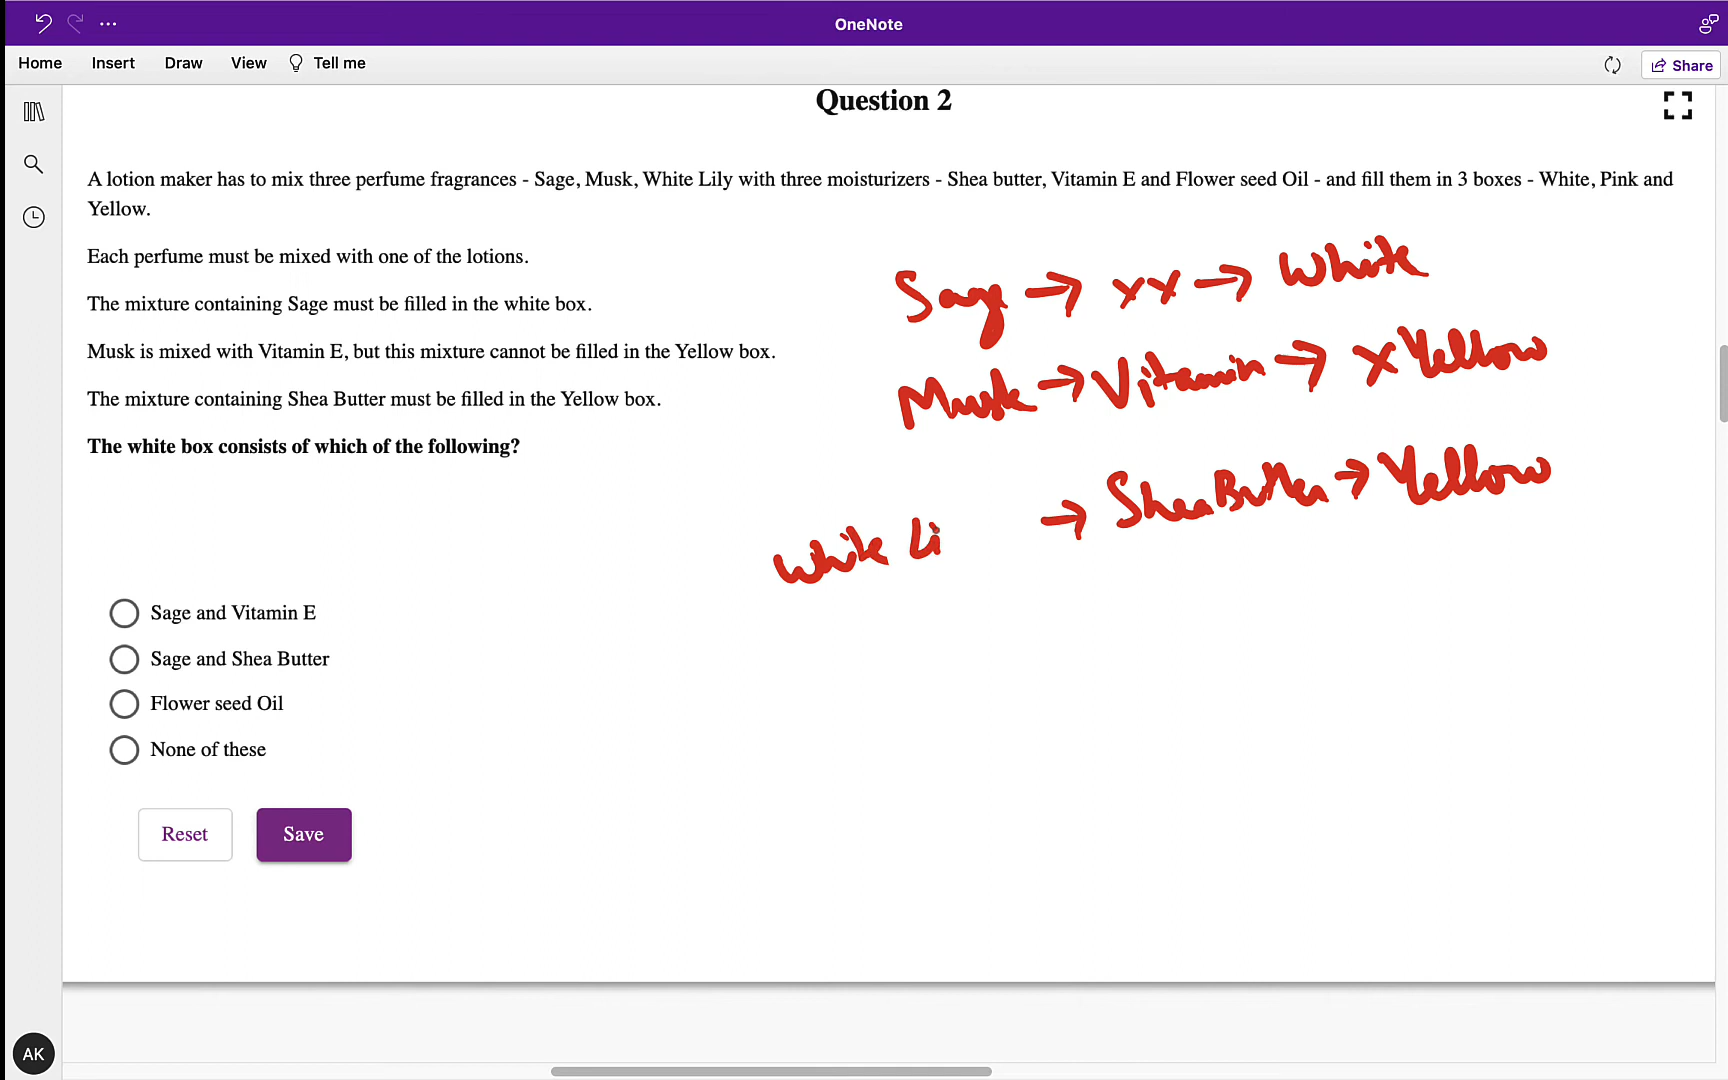 OneNote
Home Insert Draw View Tell me Share
Question 2
A lotion maker has to mix three perfume fragrances - Sage, Musk, White Lily with three moisturizers - Shea butter, Vitamin E and Flower seed Oil - and fill them in 3 boxes - White, Pink and
Yellow.
Each perfume must be mixed with one of the lotions.
The mixture containing Sage must be filled in the white box.
Musk is mixed with Vitamin E, but this mixture cannot be filled in the Yellow box.
The mixture containing Shea Butter must be filled in the Yellow box.
The white box consists of which of the following?
Sage → xx → White
Musk → Vitamin → x Yellow
→ Shea Butter → Yellow
White Li
Sage and Vitamin E
Sage and Shea Butter
Flower seed Oil
None of these
Reset Save
AK